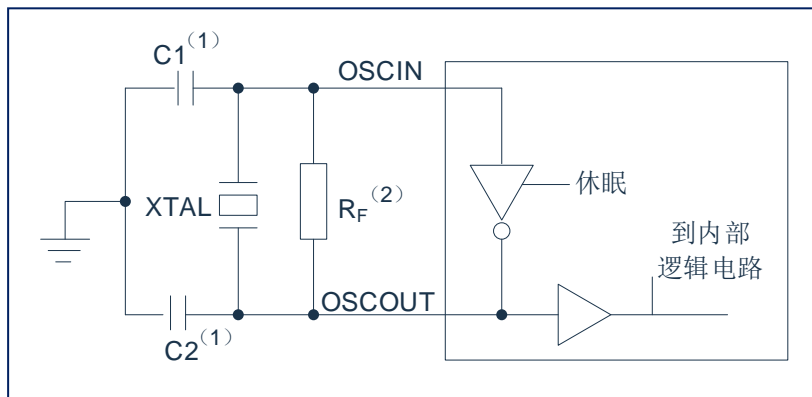 C1（1）
OSCIN
XTAL
RF（2）
休眠
到内部
逻辑电路
OSCOUT
C2（1）